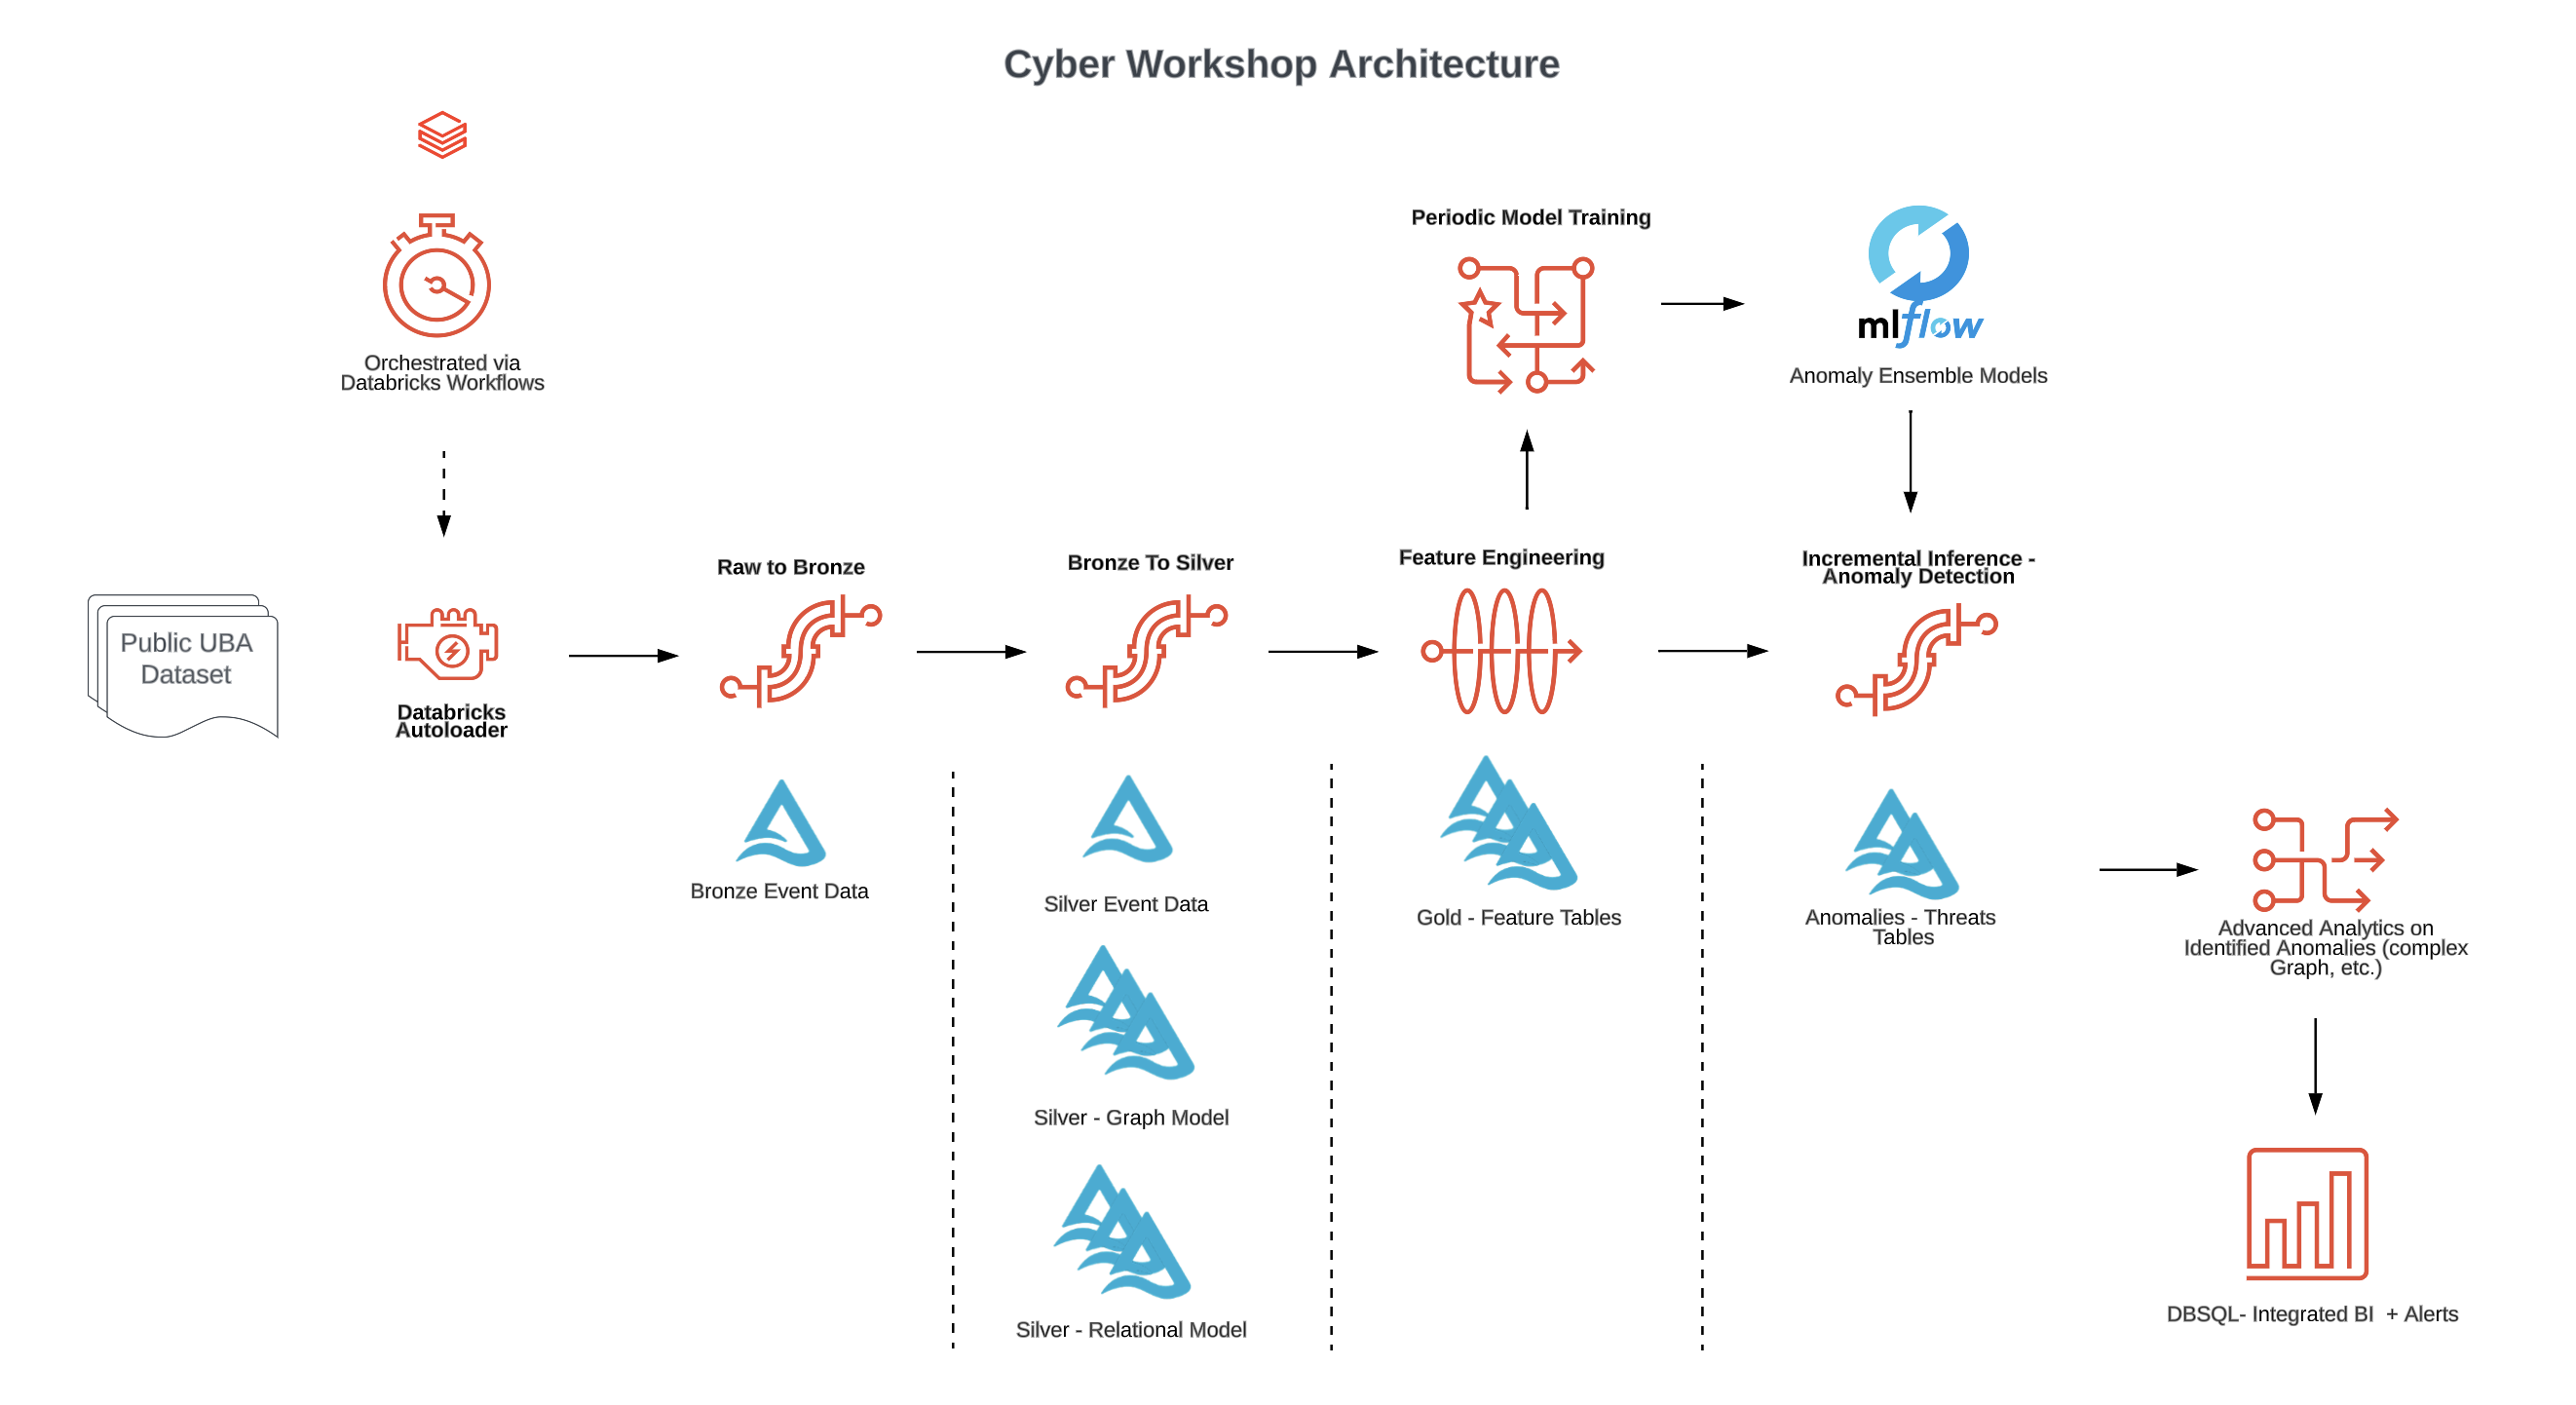 Cyber Workshop Architecture
Orchestrated via
Databricks Workflows
Periodic Model Training
mlflow
Anomaly Ensemble Models
Public UBA
Dataset
Databricks
Autoloader
Raw to Bronze
Bronze To Silver
Feature Engineering
Incremental Inference -
Anomaly Detection
Bronze Event Data
Silver Event Data
Silver - Graph Model
Silver - Relational Model
Gold - Feature Tables
Anomalies - Threats
Tables
Advanced Analytics on
Identified Anomalies (complex
Graph, etc.)
DBSQL- Integrated BI + Alerts